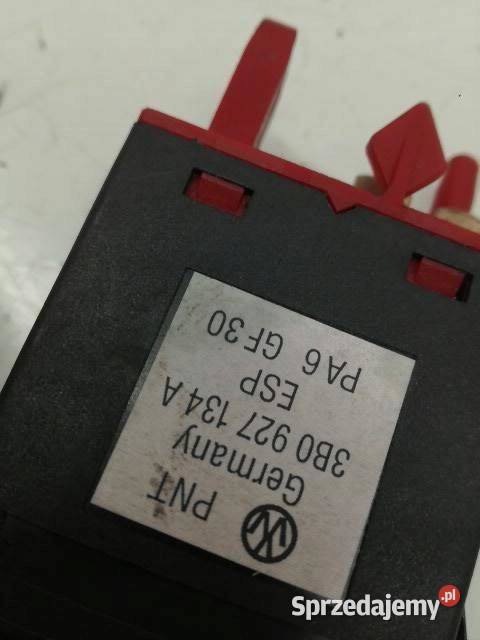 PNT
Germany
3B0 927 134 A
ESP
PA6 GF30
Sprzedajemy.pl